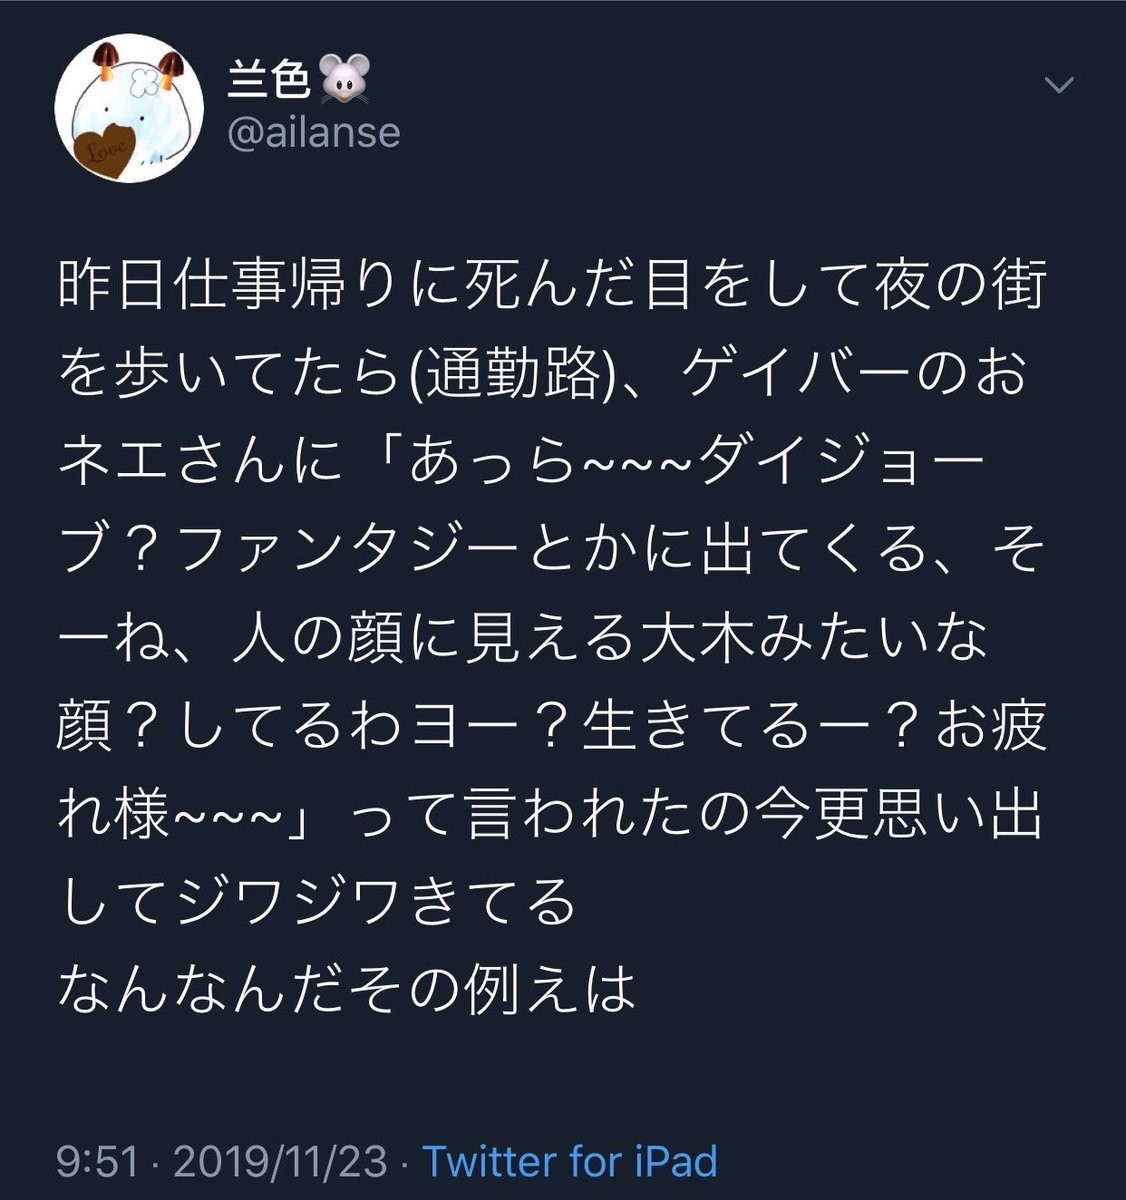 兰色🐭
@ailanse
昨日仕事帰りに死んだ目をして夜の街
を歩いてたら(通勤路)、ゲイバーのお
ネエさんに「あっら~~~ダイジョー
ブ？ファンタジーとかに出てくる、そ
ーね、人の顔に見える大木みたいな
顔？してるわヨー？生きてるー？お疲
れ様~~~」って言われたの今更思い出
してジワジワきてる
なんなんだその例えは
9:51 · 2019/11/23 · Twitter for iPad
Love